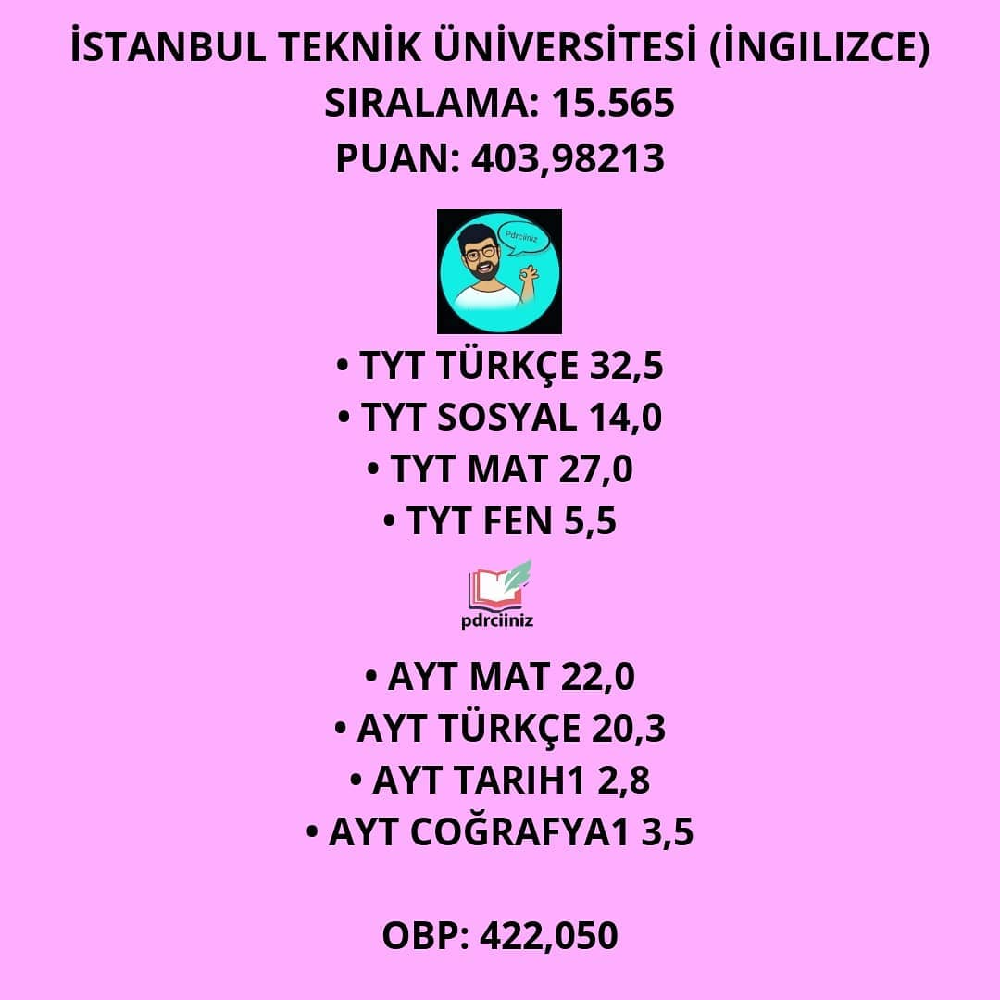 İSTANBUL TEKNİK ÜNİVERSİTESİ (İNGILIZCE)
SIRALAMA: 15.565
PUAN: 403,98213
Pdrciiniz
• TYT TÜRKÇE 32,5
• TYT SOSYAL 14,0
• TYT MAT 27,0
• TYT FEN 5,5
pdrciiniz
• AYT MAT 22,0
• AYT TÜRKÇE 20,3
• AYT TARIH1 2,8
• AYT COĞRAFYA1 3,5
OBP: 422,050